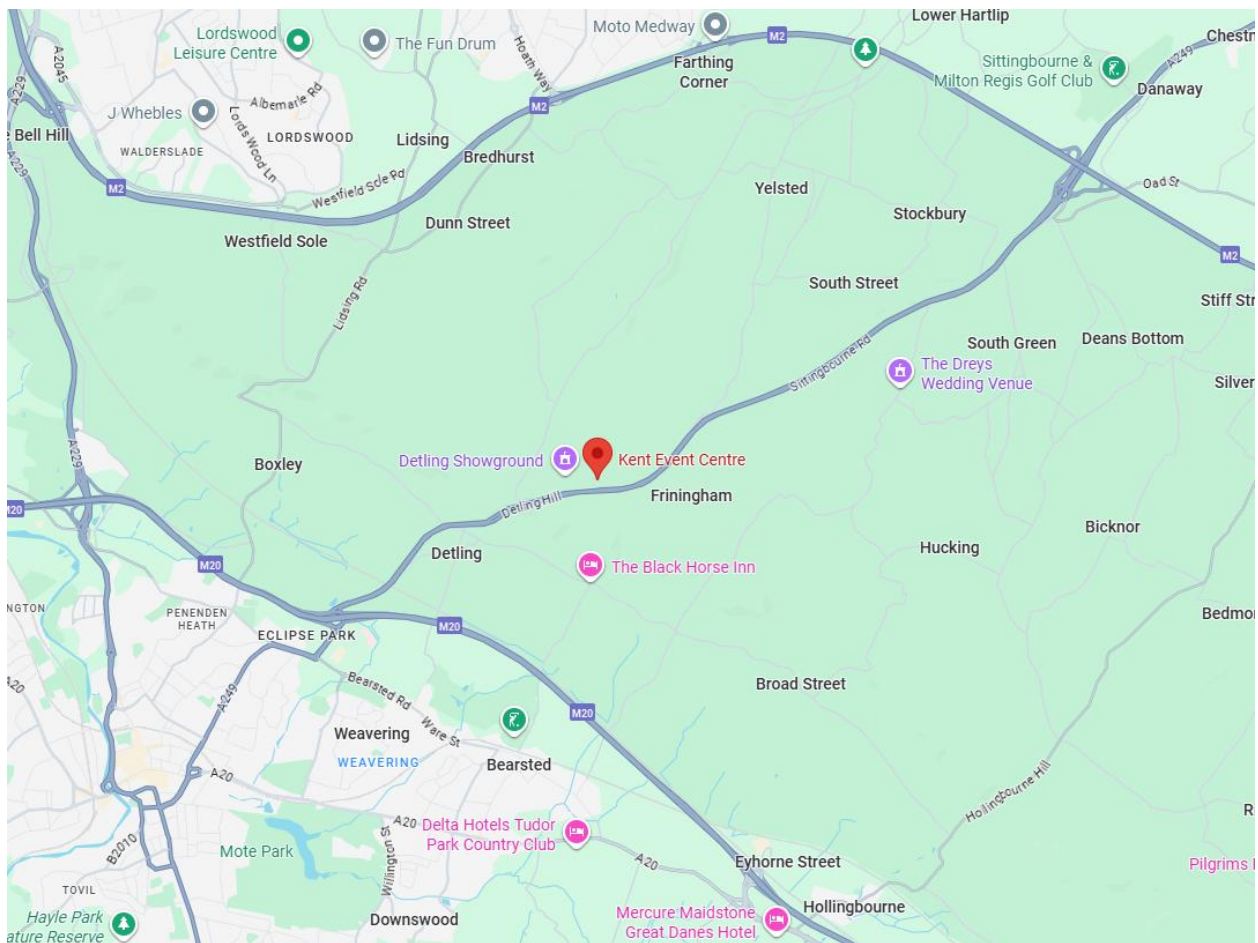 Lower Hartlip
Moto Medway
Lordswood
Leisure Centre
The Fun Drum
Hoath Way
M2
Farthing
Corner
Sittingbourne &
Milton Regis Golf Club
A249
Danaway
A229
A2045
J Whebles
Albemarle Rd
Lords Wood Ln
LORDSWOOD
Lidsing
M2
Bredhurst
Bell Hill
WALDERSLADE
A229
M2
Westfield Sole Rd
Yelsted
Oad St
Stockbury
Dunn Street
Westfield Sole
M2
South Street
Lidsing Rd
Stiff
South Green
Deans Bottom
Sittingbourne Rd
The Dreys
Wedding Venue
Silver
A229
Boxley
Detling Showground
Kent Event Centre
Friningham
Detling Hill
M20
Bicknor
Detling
Hucking
M20
The Black Horse Inn
PENENDEN
HEATH
ECLIPSE PARK
M20
A20
A249
Bearsted Rd
Ware St
Broad Street
M20
Weavering
WEAVERING
Bearsted
A20
Hollingbourne Hill
A20
Delta Hotels Tudor
Park Country Club
B2010
Mote Park
Willington St
A20
Eyhorne Street
Pilgrims
TOVIL
Hayle Park
Reserve
Downswood
Mercure Maidstone
Great Danes Hotel
Hollingbourne